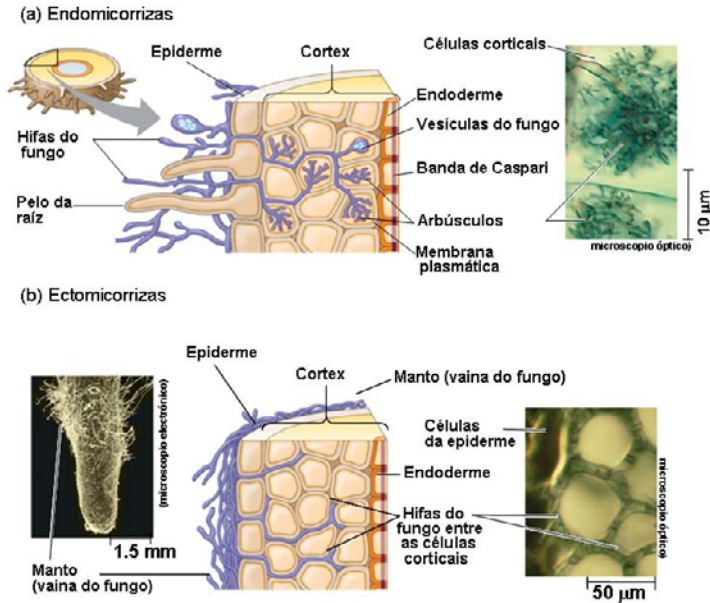 (a) Endomicorrizas
Epiderme
Cortex
Células corticais
Endoderme
Vesículas do fungo
Hifas do
fungo
Banda de Caspari
Pelo da
raíz
Arbúsculos
Membrana
plasmática
10 µm
microscopio óptico)
(b) Ectomicorrizas
Epiderme
Cortex
Manto (vaina do fungo)
(microscopio electrónico)
Células
da epiderme
Endoderme
Hifas do
fungo entre
as células
corticais
microscopio óptico)
1.5 mm
Manto
(vaina do fungo)
50 µm